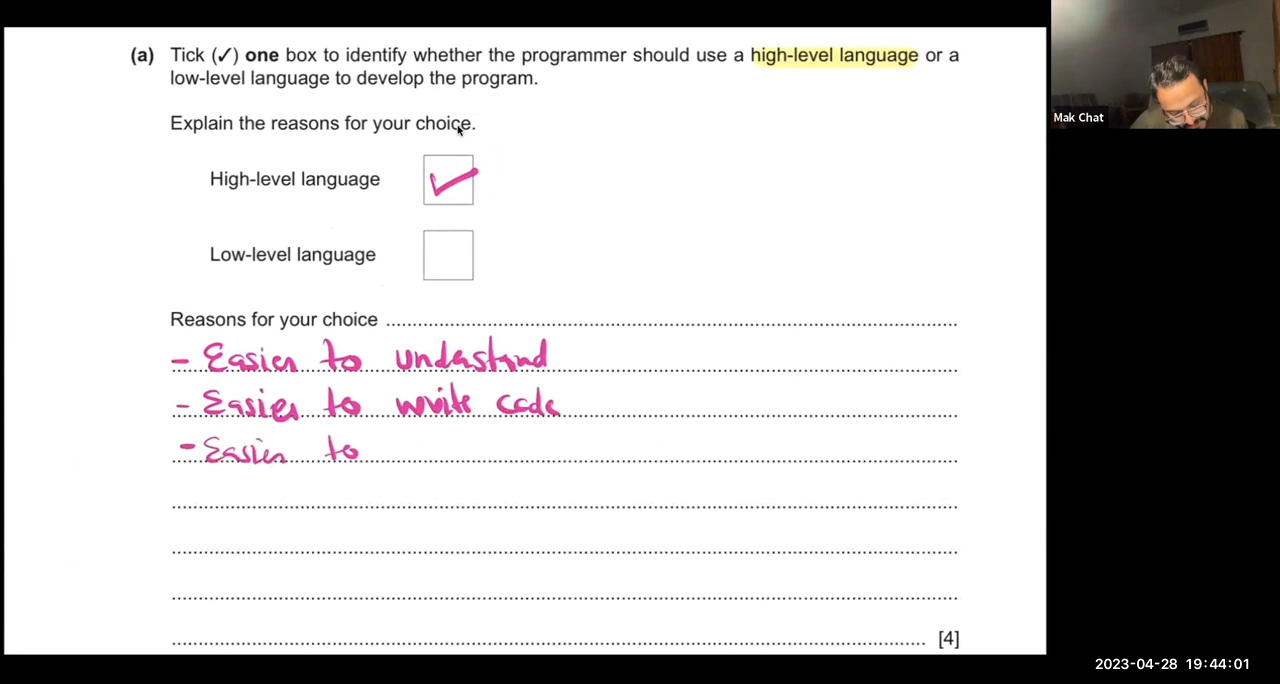 (a) Tick (✓) one box to identify whether the programmer should use a high-level language or a
low-level language to develop the program.
Explain the reasons for your choice.
High-level language
Low-level language
Reasons for your choice
- Easier to understand
- Easier to write code
- Easier to
[4]
Mak Chat
2023-04-28 19:44:01